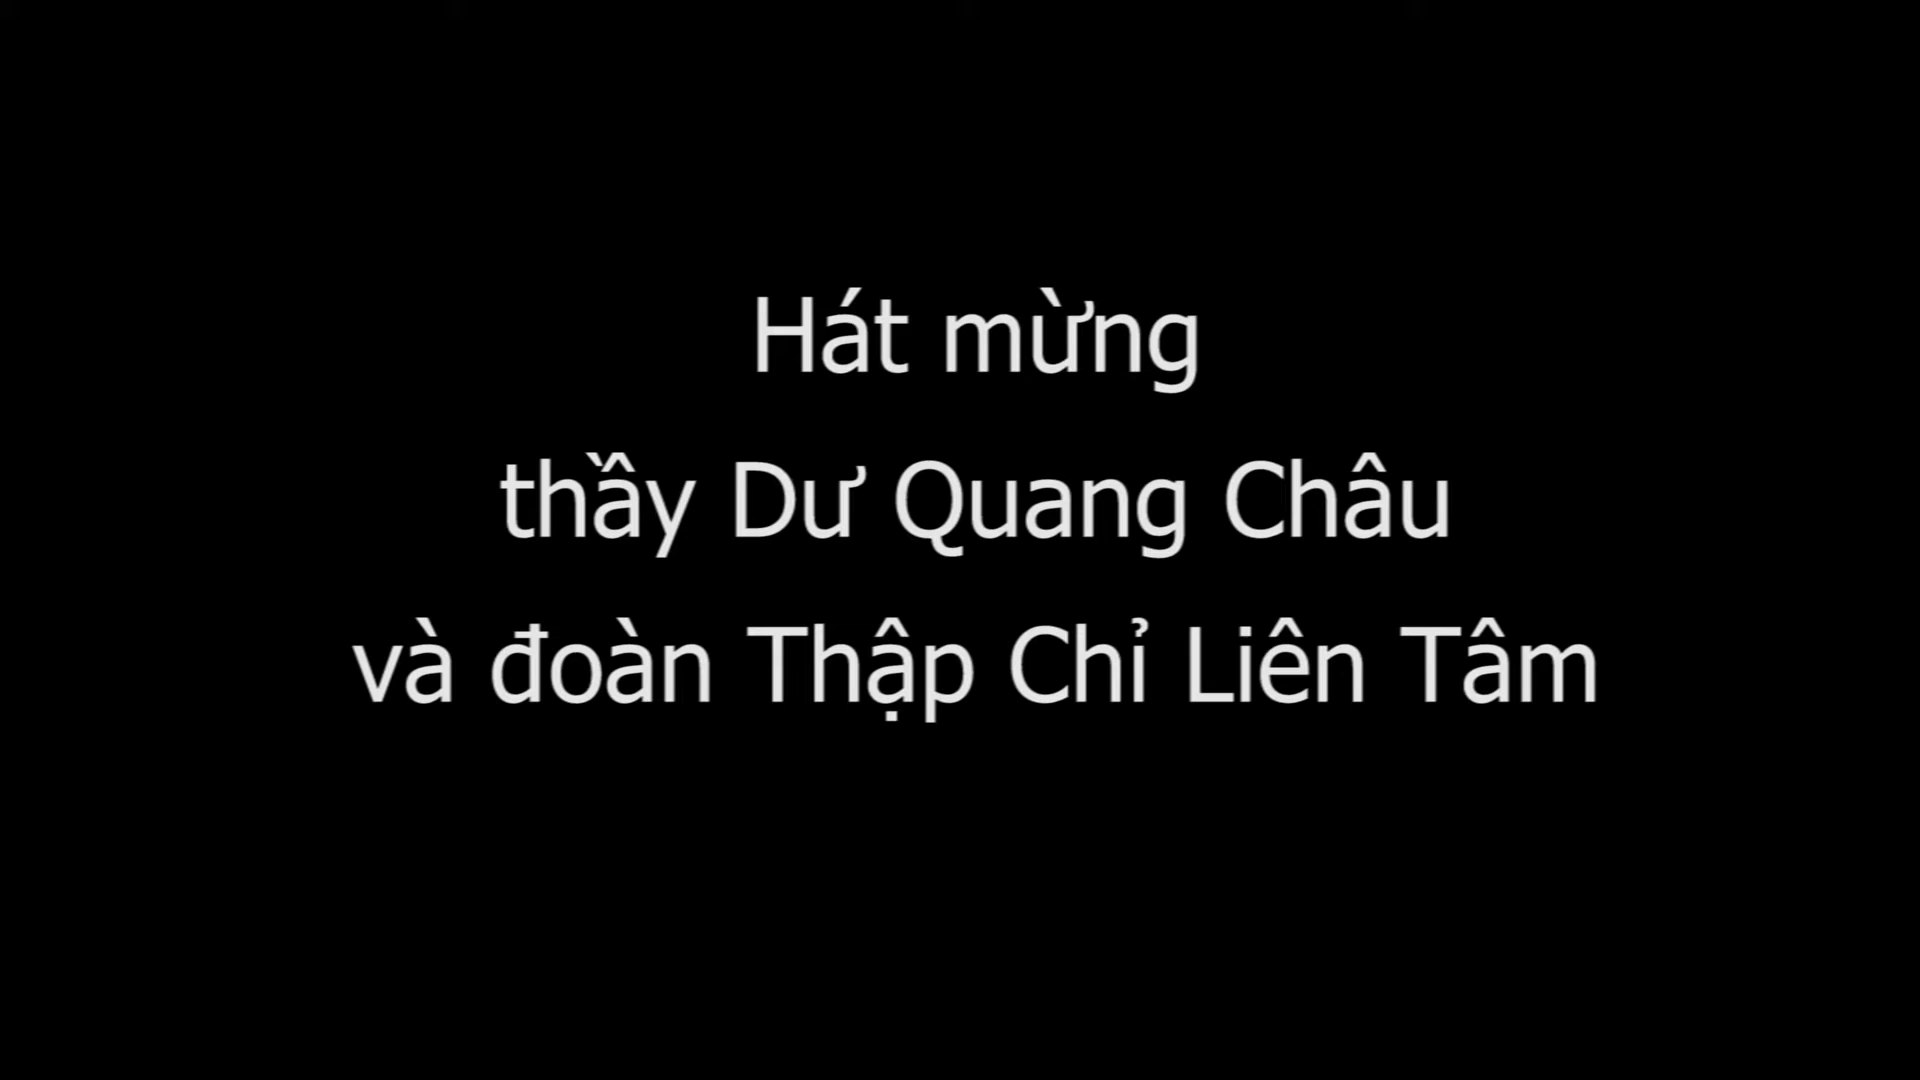 Hát mừng
thầy Dư Quang Châu
và đoàn Thập Chỉ Liên Tâm